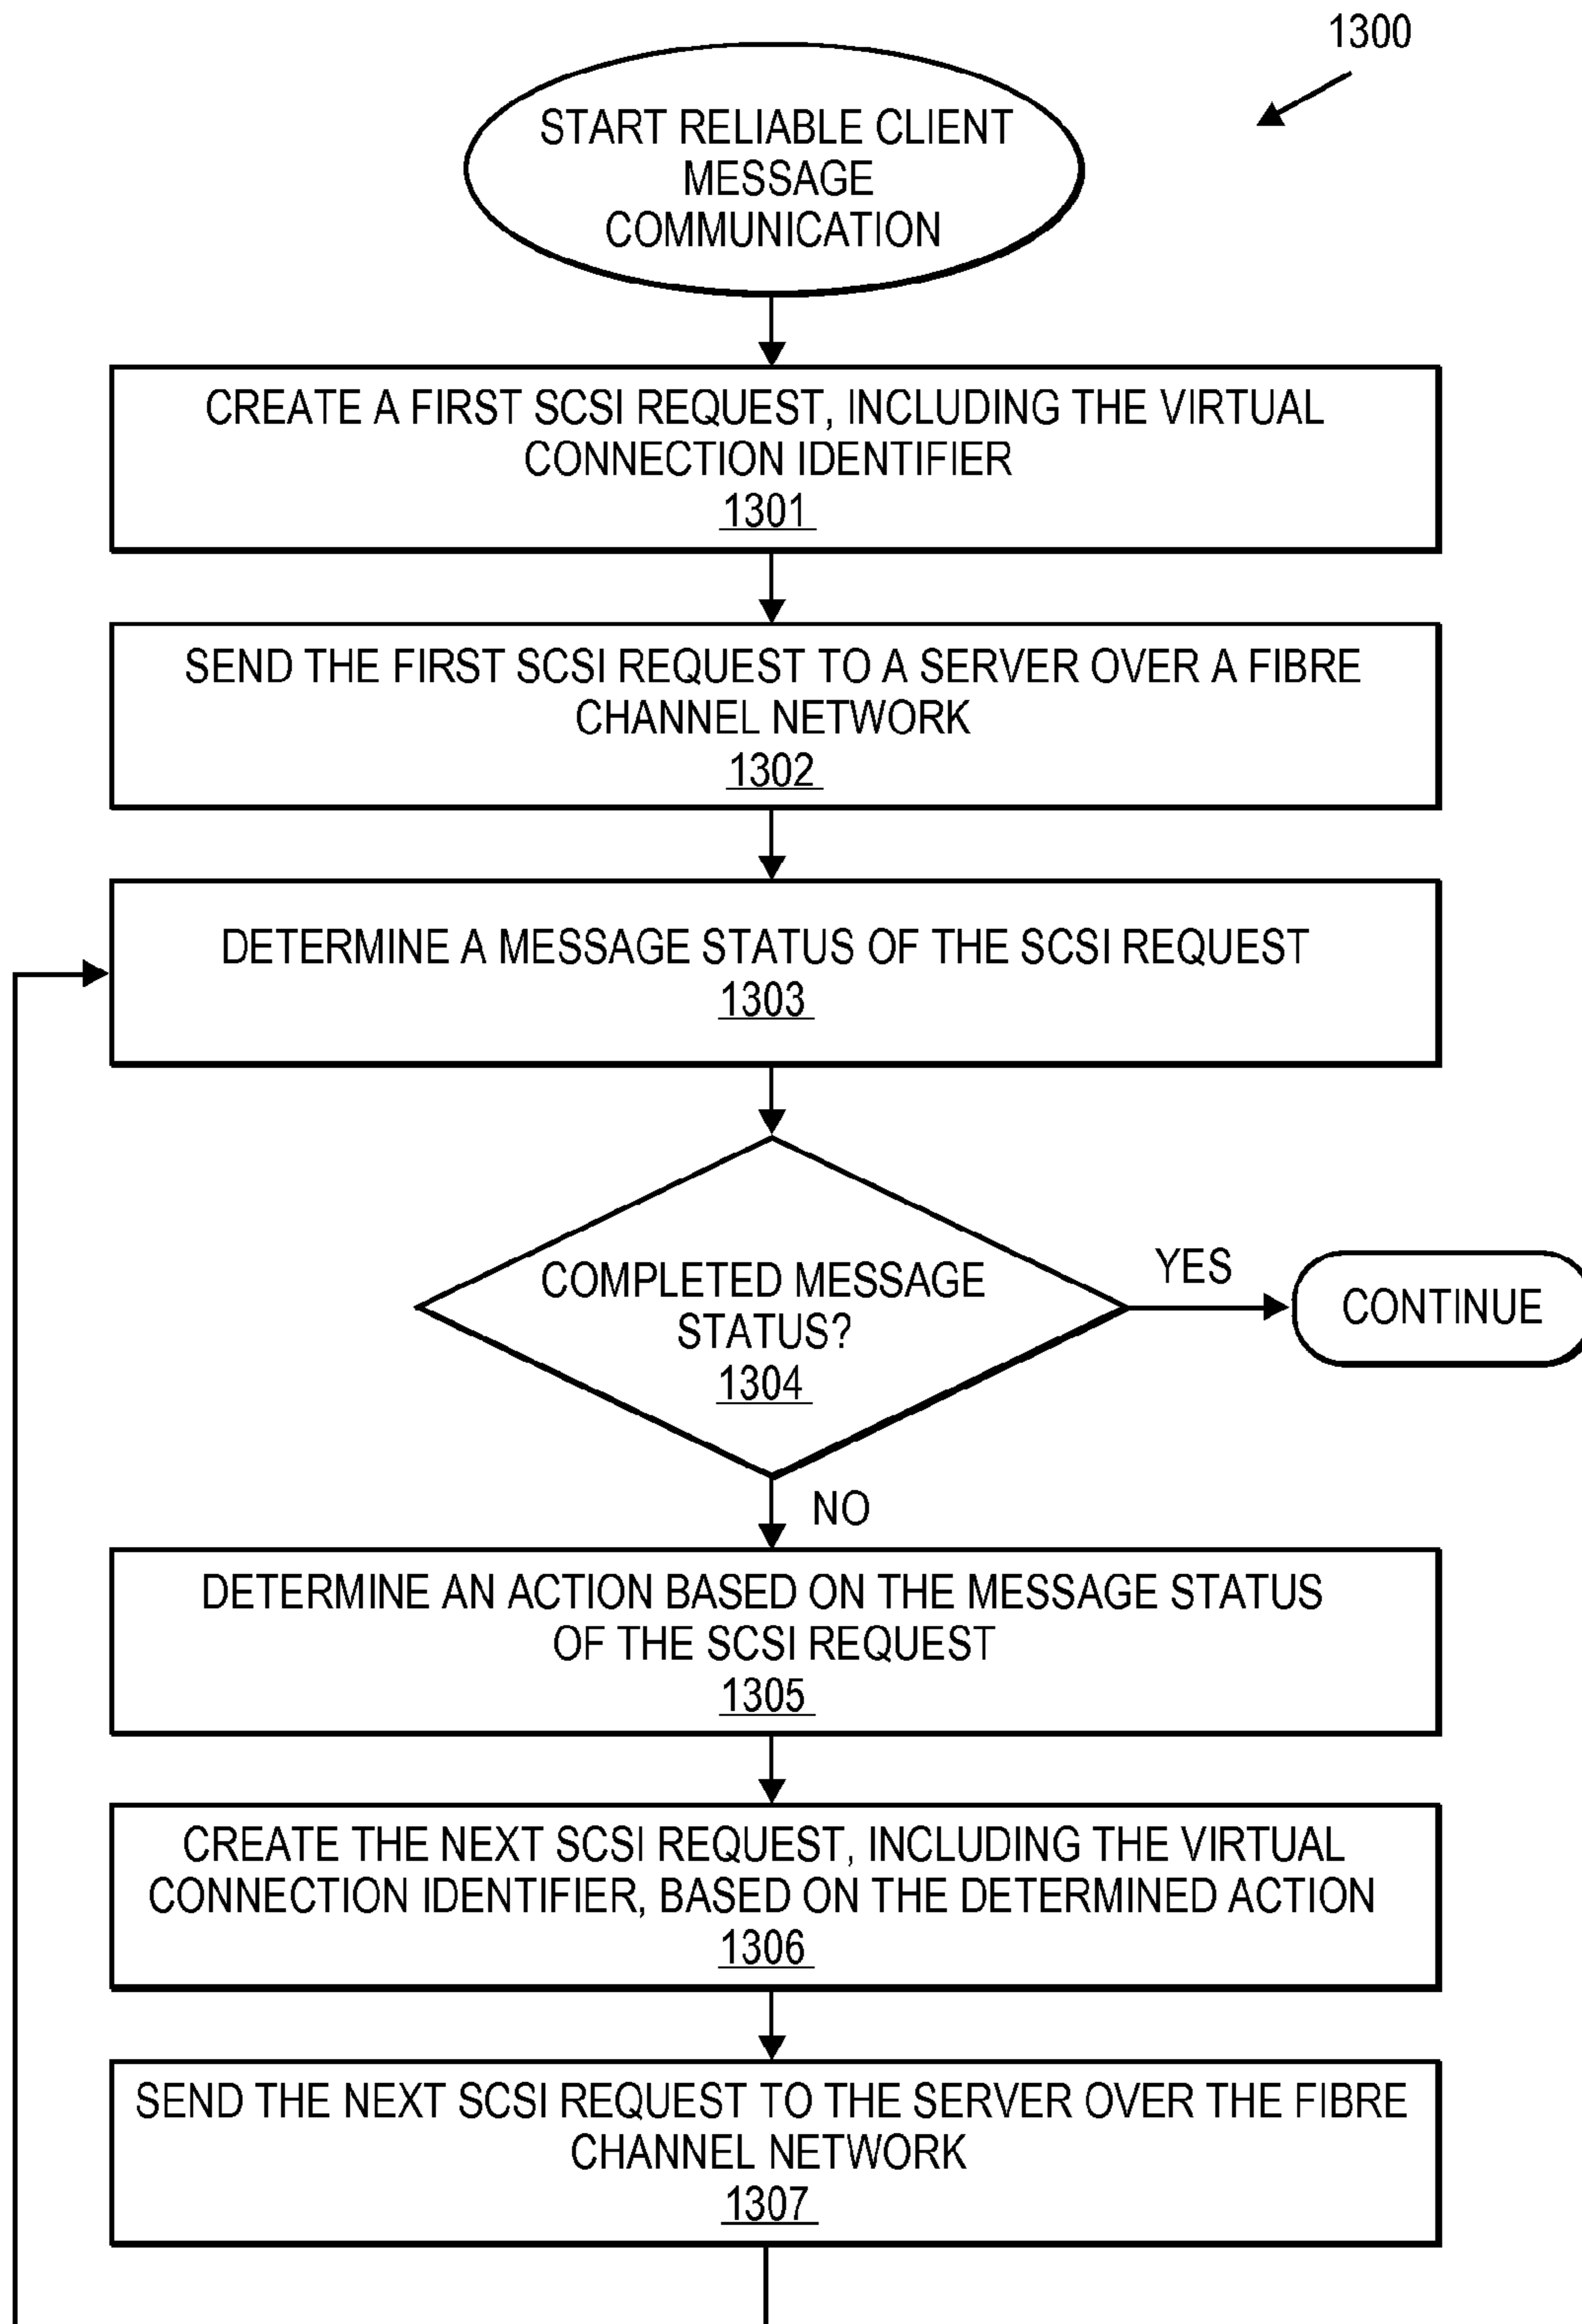 1300
START RELIABLE CLIENT
MESSAGE
COMMUNICATION
CREATE A FIRST SCSI REQUEST, INCLUDING THE VIRTUAL
CONNECTION IDENTIFIER
1301
SEND THE FIRST SCSI REQUEST TO A SERVER OVER A FIBRE
CHANNEL NETWORK
1302
DETERMINE A MESSAGE STATUS OF THE SCSI REQUEST
1303
COMPLETED MESSAGE
STATUS?
1304
YES
CONTINUE
NO
DETERMINE AN ACTION BASED ON THE MESSAGE STATUS
OF THE SCSI REQUEST
1305
CREATE THE NEXT SCSI REQUEST, INCLUDING THE VIRTUAL
CONNECTION IDENTIFIER, BASED ON THE DETERMINED ACTION
1306
SEND THE NEXT SCSI REQUEST TO THE SERVER OVER THE FIBRE
CHANNEL NETWORK
1307